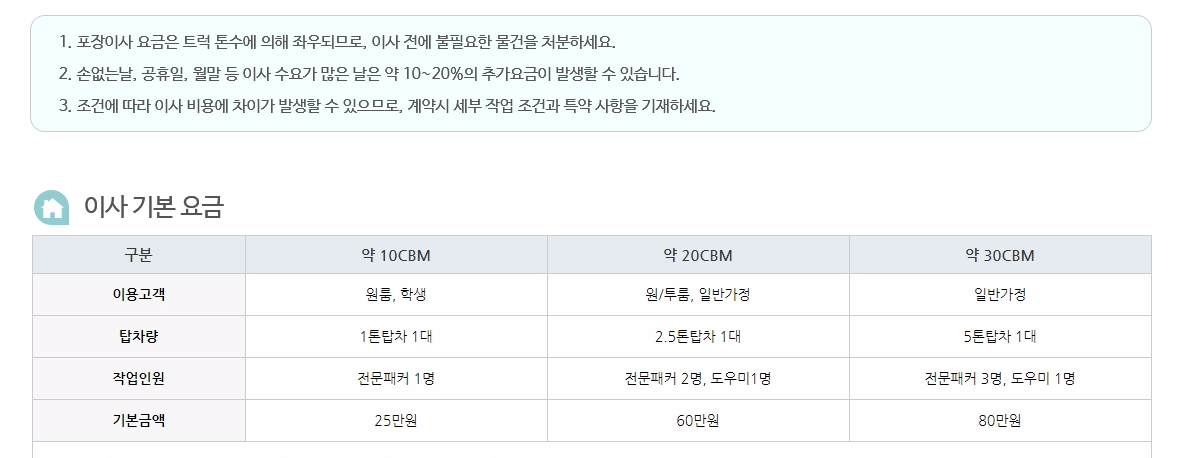 1. 포장이사 요금은 트럭 톤수에 의해 좌우되므로, 이사 전에 불필요한 물건을 처분하세요.
2. 손없는날, 공휴일, 월말 등 이사 수요가 많은 날은 약 10~20%의 추가요금이 발생할 수 있습니다.
3. 조건에 따라 이사 비용에 차이가 발생할 수 있으므로, 계약시 세부 작업 조건과 특약 사항을 기재하세요.
이사 기본 요금
구분 약 10CBM 약 20CBM 약 30CBM
이용고객 원룸, 학생 원/투룸, 일반가정 일반가정
탑차량 1톤탑차 1대 2.5톤탑차 1대 5톤탑차 1대
작업인원 전문패커 1명 전문패커 2명, 도우미1명 전문패커 3명, 도우미 1명
기본금액 25만원 60만원 80만원